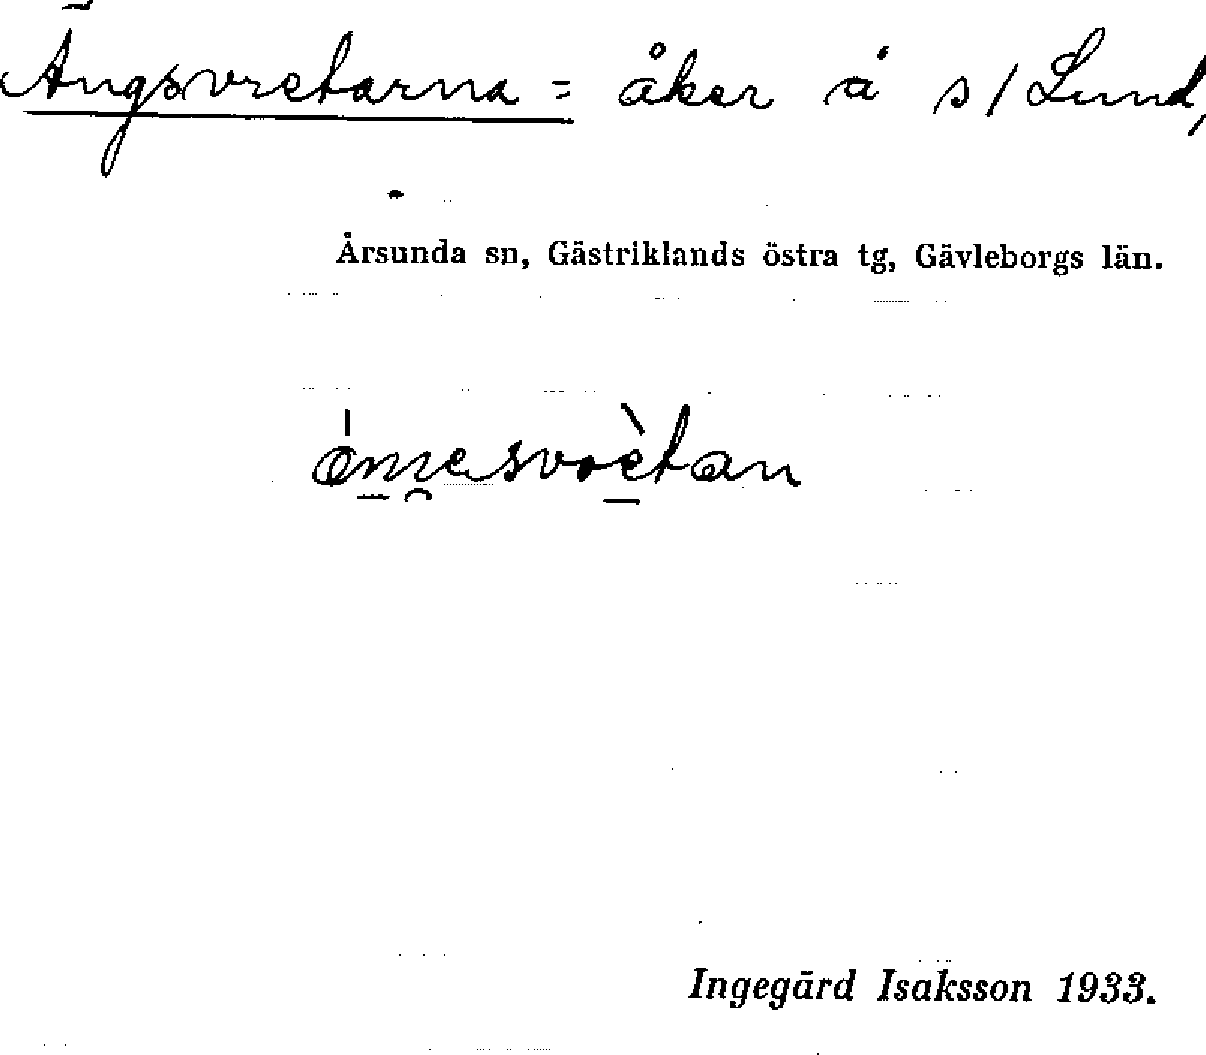 Ängsvretarna = åker å s/Lund,
Årsunda sn, Gästriklands östra tg, Gävleborgs län.
Ingegärd Isaksson 1933.